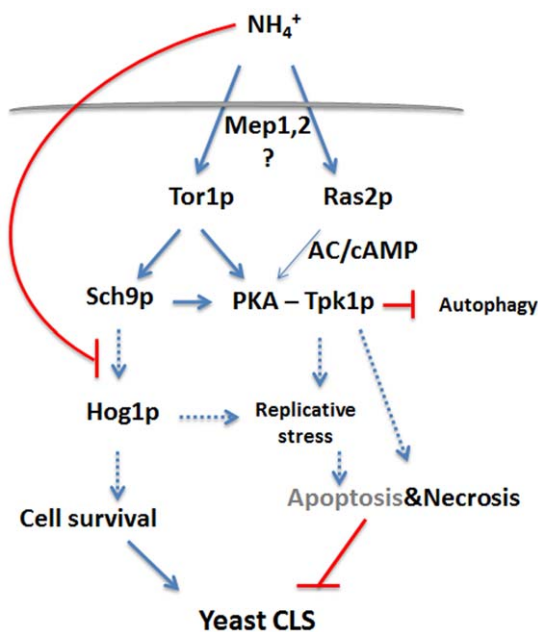 NH₄⁺
Mep1,2
?
Tor1p
Ras2p
AC/cAMP
Sch9p
PKA – Tpk1p
Autophagy
Hog1p
Replicative
stress
Apoptosis&Necrosis
Cell survival
Yeast CLS